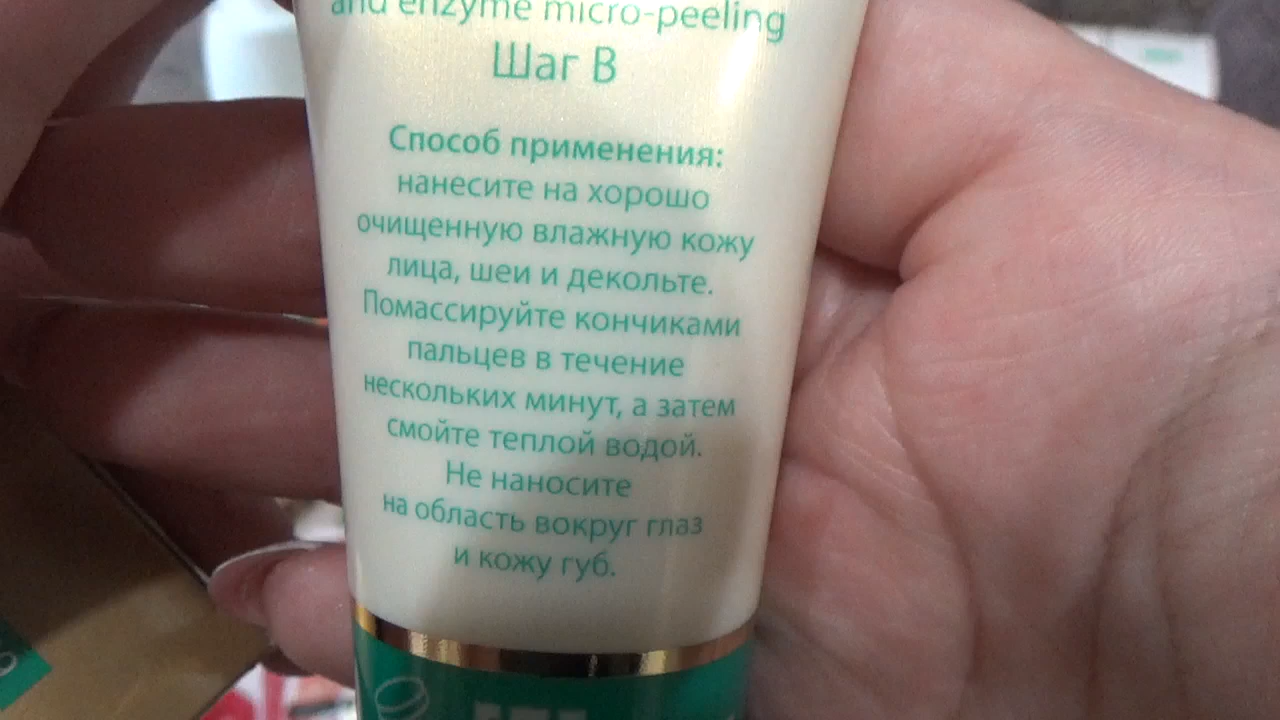 and enzyme micro-peeling
Шаг В
Способ применения:
нанесите на хорошо
очищенную влажную кожу
лица, шеи и декольте.
Помассируйте кончиками
пальцев в течение
нескольких минут, а затем
смойте теплой водой.
Не наносите
на область вокруг глаз
и кожу губ.